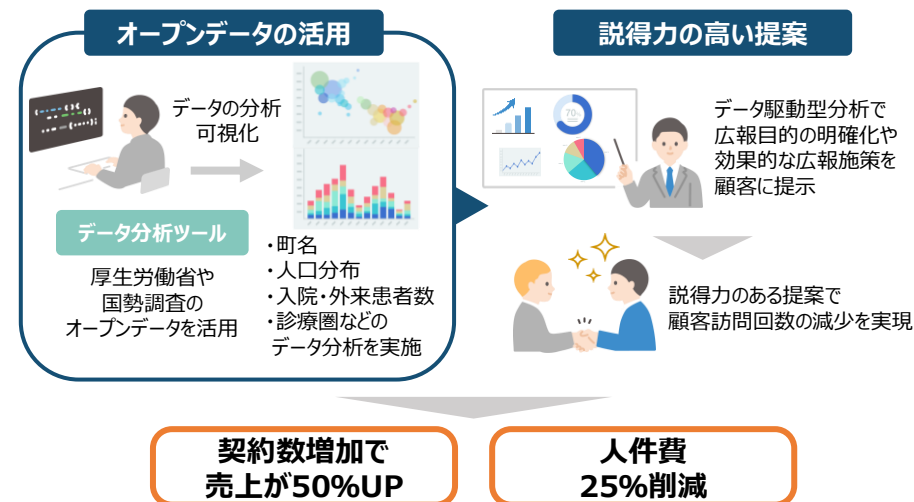 オープンデータの活用
データの分析
可視化
データ分析ツール
厚生労働省や
国勢調査の
オープンデータを活用
・町名
・人口分布
・入院・外来患者数
・診療圏などの
データ分析を実施
説得力の高い提案
70%
データ駆動型分析で
広報目的の明確化や
効果的な広報施策を
顧客に提示
説得力のある提案で
顧客訪問回数の減少を実現
契約数増加で
売上が50%UP
人件費
25%削減